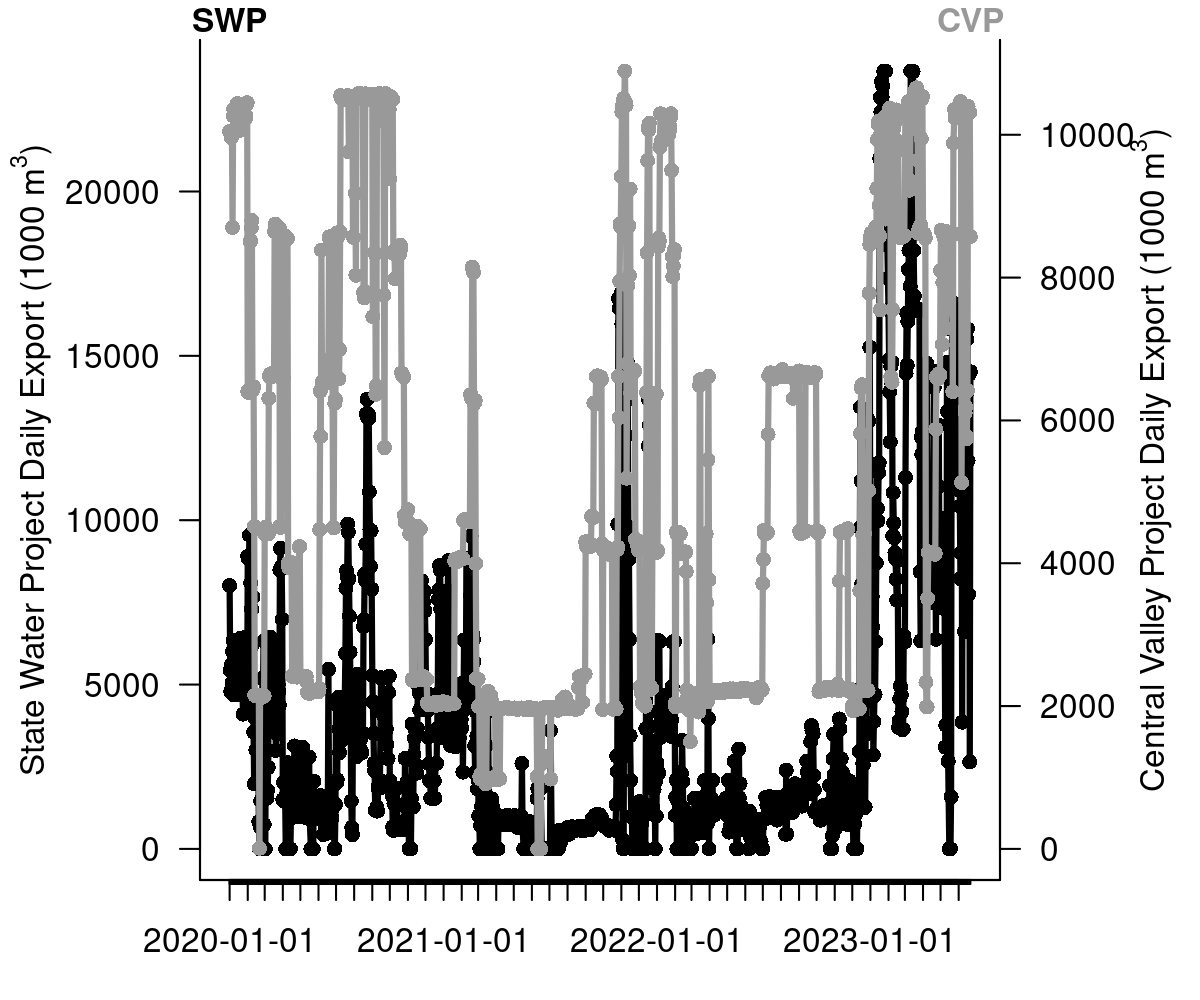 SWP
CVP
State Water Project Daily Export (1000 m³)
20000
15000
10000
5000
0
10000
8000
6000
4000
2000
0
Central Valley Project Daily Export (1000 m³)
2020-01-01 2021-01-01 2022-01-01 2023-01-01